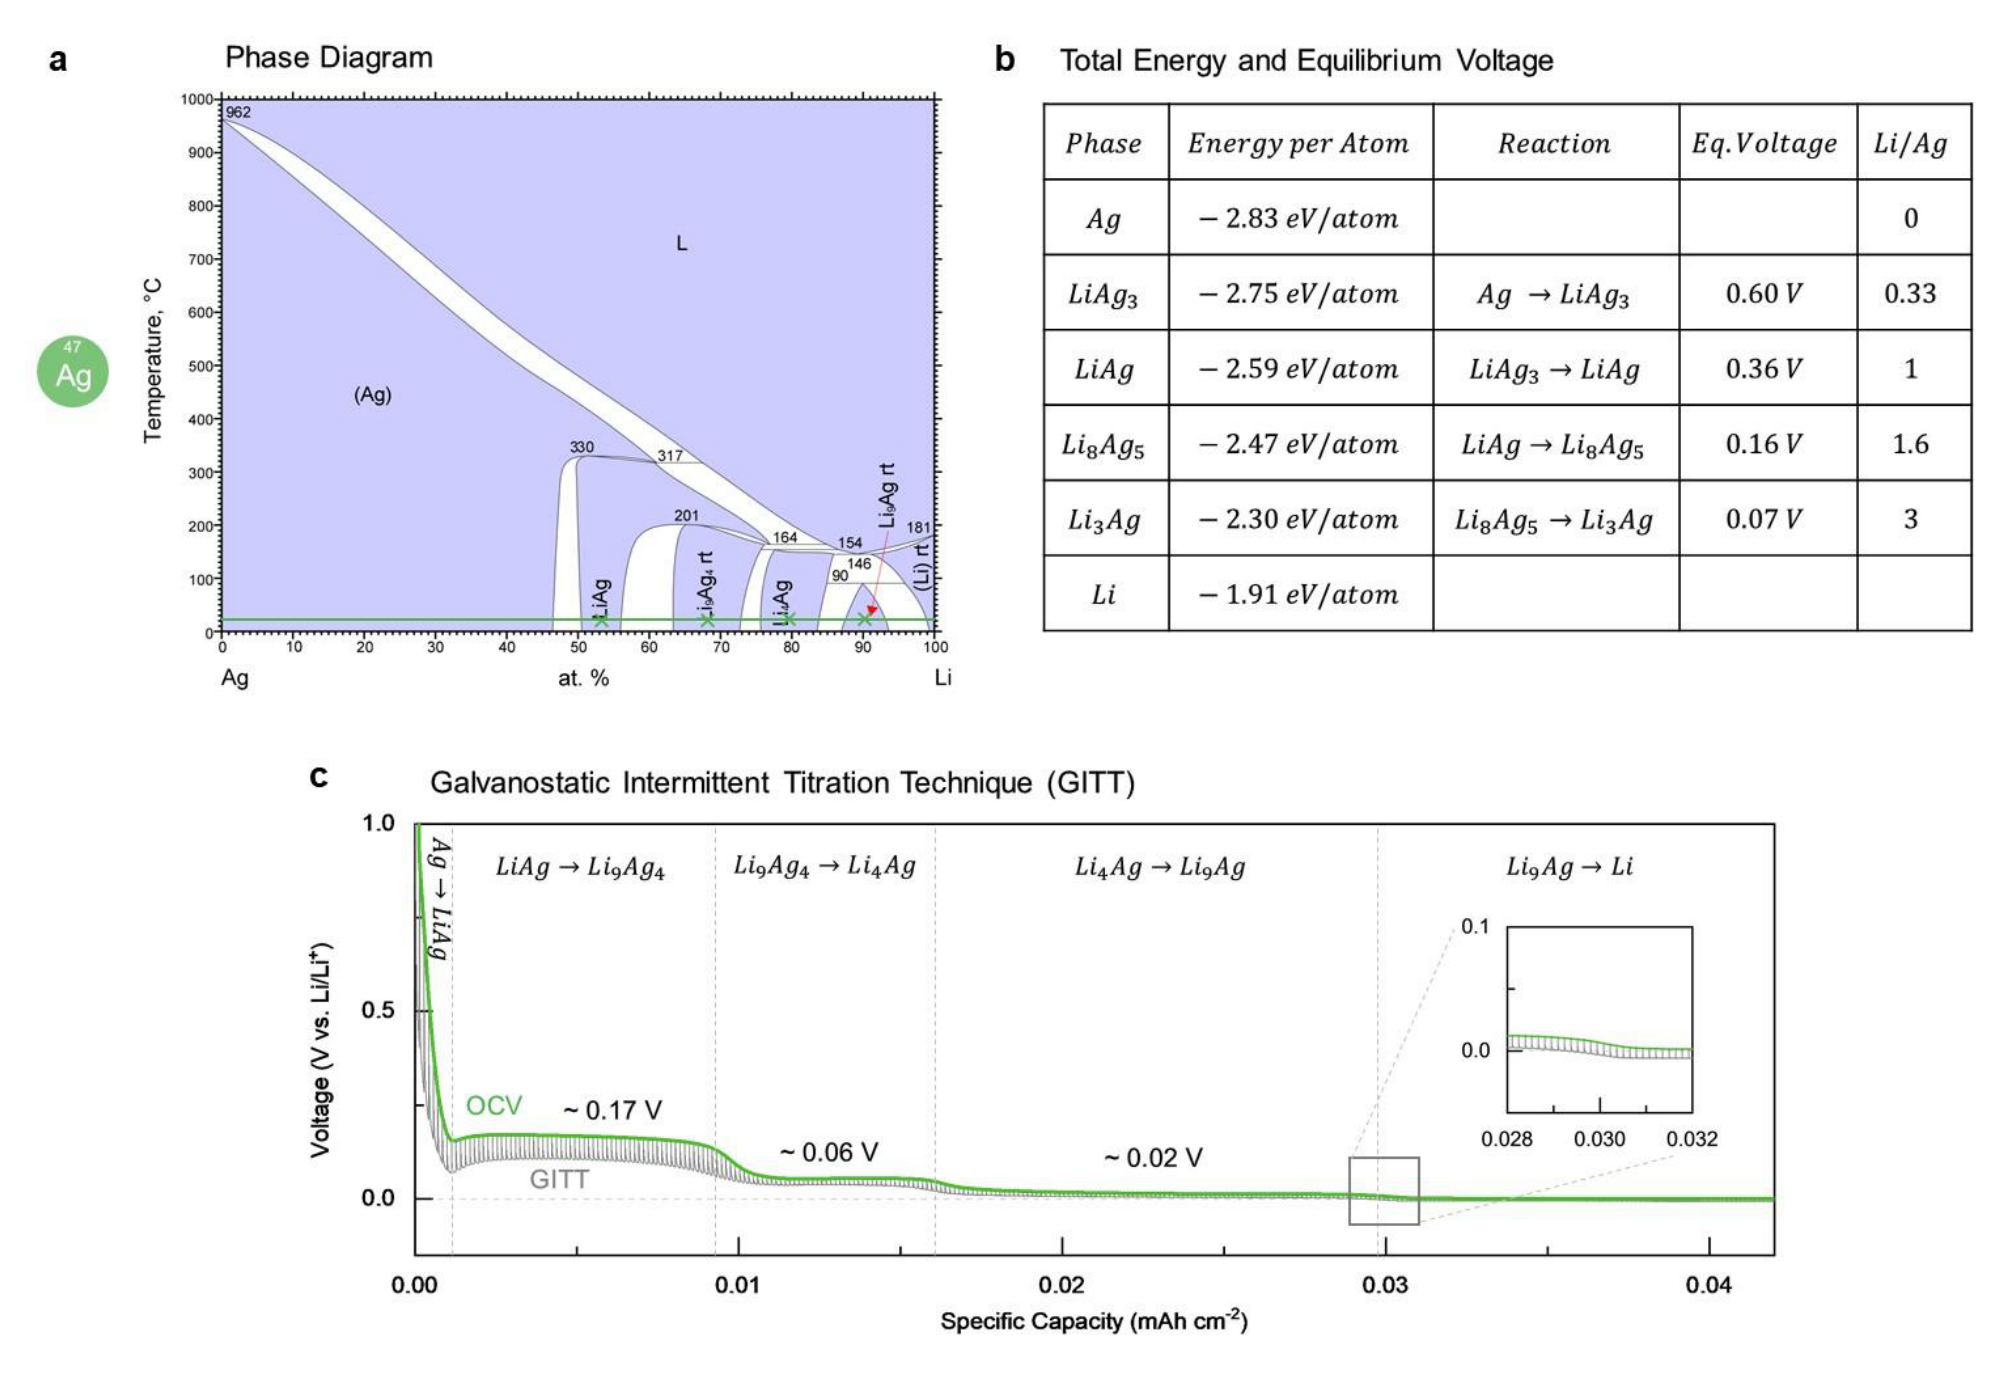 a
Phase Diagram
1000
962
900
800
700
600
500
400
300
200
100
0
Temperature, °C
47
Ag
L
(Ag)
330
317
201
164
154
181
146
90
LiAg
Li₉Ag₄ rt
Li₄Ag
Li₉Ag rt
(Li) rt
0 10 20 30 40 50 60 70 80 90 100
Ag at. % Li
b
Total Energy and Equilibrium Voltage
Phase Energy per Atom Reaction Eq.Voltage Li/Ag
Ag − 2.83 eV/atom 0
LiAg₃ − 2.75 eV/atom Ag → LiAg₃ 0.60 V 0.33
LiAg − 2.59 eV/atom LiAg₃ → LiAg 0.36 V 1
Li₈Ag₅ − 2.47 eV/atom LiAg → Li₈Ag₅ 0.16 V 1.6
Li₃Ag − 2.30 eV/atom Li₈Ag₅ → Li₃Ag 0.07 V 3
Li − 1.91 eV/atom
c
Galvanostatic Intermittent Titration Technique (GITT)
1.0
0.5
0.0
Voltage (V vs. Li/Li⁺)
Ag → LiAg
LiAg → Li₉Ag₄
Li₉Ag₄ → Li₄Ag
Li₄Ag → Li₉Ag
Li₉Ag → Li
OCV
~ 0.17 V
GITT
~ 0.06 V
~ 0.02 V
0.1
0.0
0.028 0.030 0.032
0.00 0.01 0.02 0.03 0.04
Specific Capacity (mAh cm⁻²)